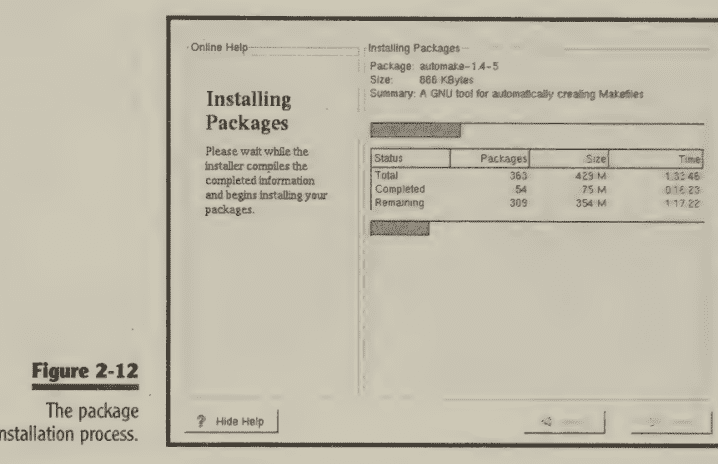 Online Help
Installing
Packages
Please wait while the
installer compiles the
completed information
and begins installing your
packages.
Installing Packages
Package: automake-1.4-5
Size: 886 KBytes
Summary: A GNU tool for automatically creating Makefiles
Status Packages Size Time
Total 363 429 M 1:33:46
Completed 54 75 M 0:16:23
Remaining 309 354 M 1:17:22
? Hide Help
Figure 2-12
The package
nstallation process.